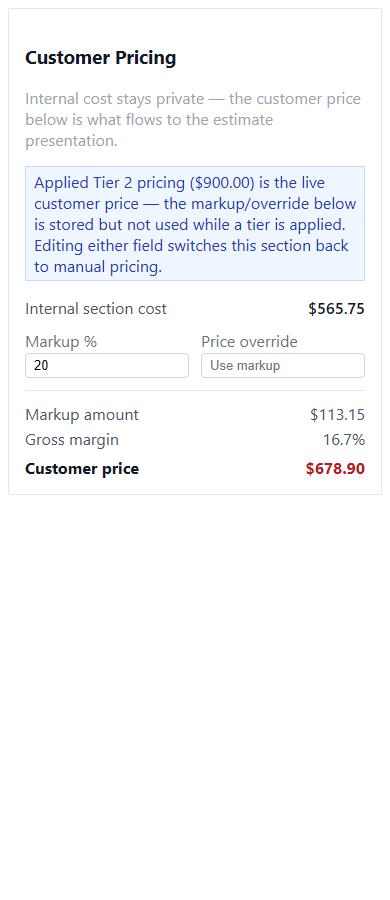 Customer Pricing
Internal cost stays private — the customer price
below is what flows to the estimate
presentation.
Applied Tier 2 pricing ($900.00) is the live
customer price — the markup/override below
is stored but not used while a tier is applied.
Editing either field switches this section back
to manual pricing.
Internal section cost $565.75
Markup % Price override
20 Use markup
Markup amount $113.15
Gross margin 16.7%
Customer price $678.90